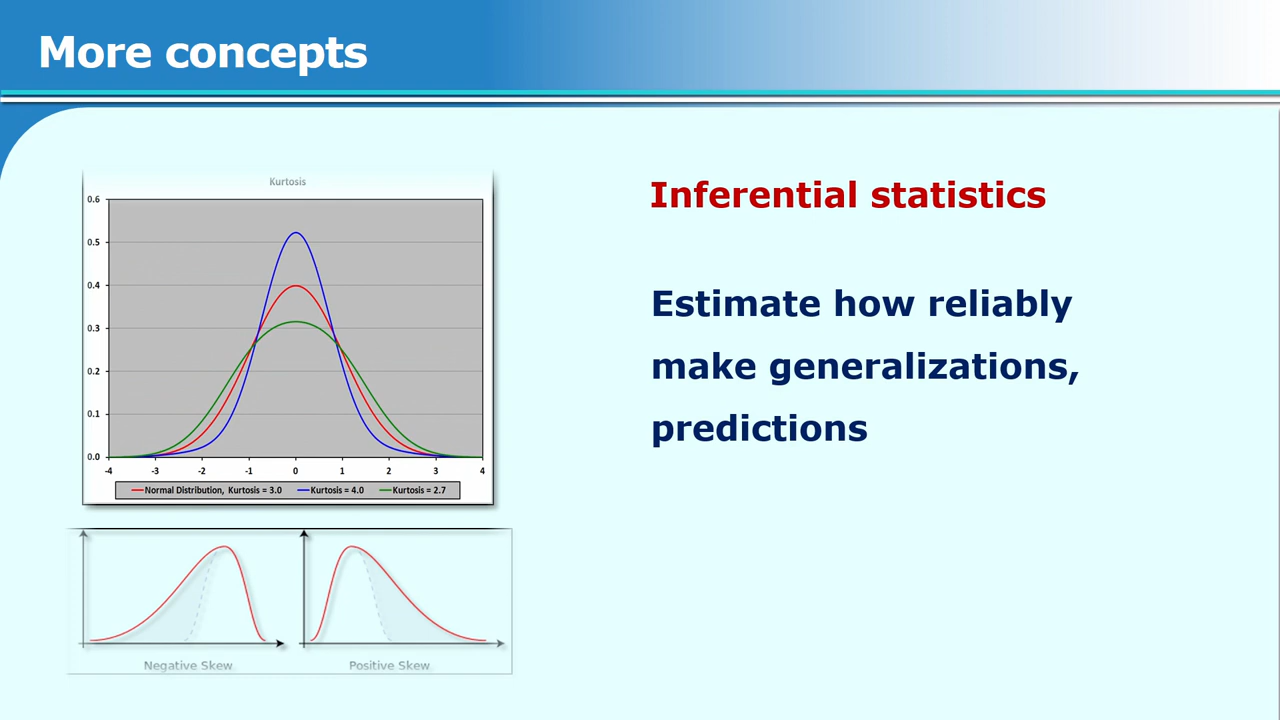 More concepts
Kurtosis
0.6
0.5
0.4
0.3
0.2
0.1
0.0
-4 -3 -2 -1 0 1 2 3 4
Normal Distribution, Kurtosis = 3.0 Kurtosis = 4.0 Kurtosis = 2.7
Negative Skew Positive Skew
Inferential statistics
Estimate how reliably
make generalizations,
predictions